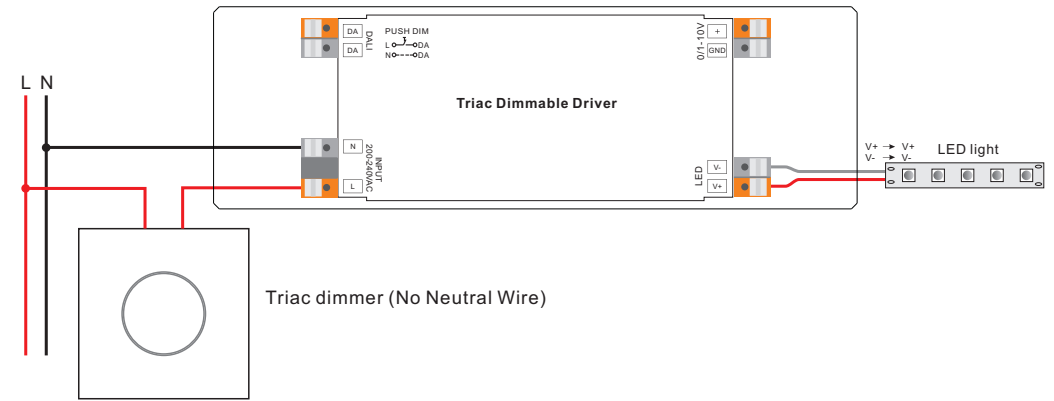 L N
DA
DA
DALI
PUSH DIM
L DA
N DA
0/1-10V
+
GND
Triac Dimmable Driver
N
L
INPUT
200-240VAC
LED
V-
V+
V+ → V+
V- → V-
LED light
Triac dimmer (No Neutral Wire)